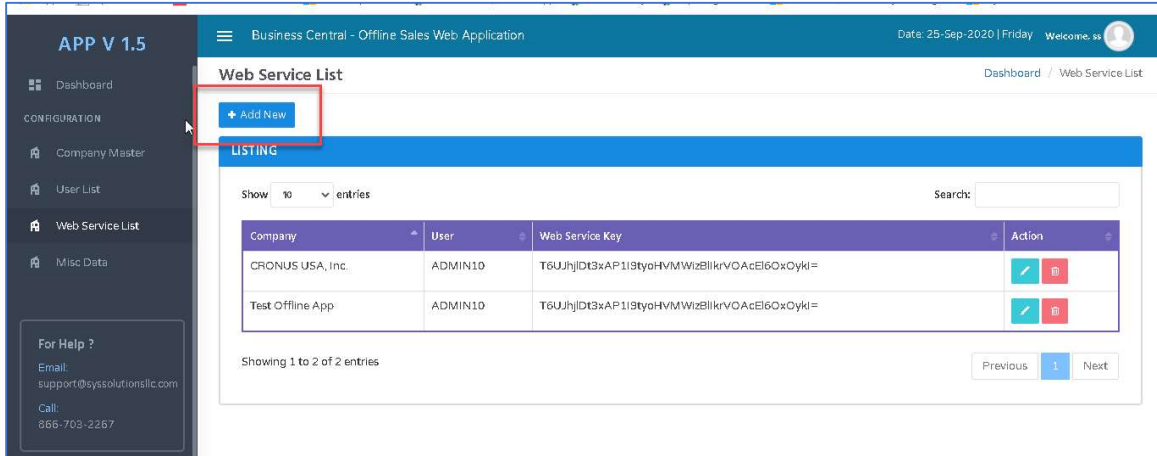 APP V 1.5
Business Central - Offline Sales Web Application
Date: 25-Sep-2020 | Friday Welcome, ss
Dashboard
CONFIGURATION
Company Master
User List
Web Service List
Misc Data
For Help ?
Email:
support@syssolutionsllc.com
Call:
866-703-2267
Web Service List
Dashboard / Web Service List
+ Add New
LISTING
Show 10 entries
Search:
Company User Web Service Key Action
CRONUS USA, Inc. ADMIN10
Test Offline App ADMIN10
Showing 1 to 2 of 2 entries
Previous 1 Next